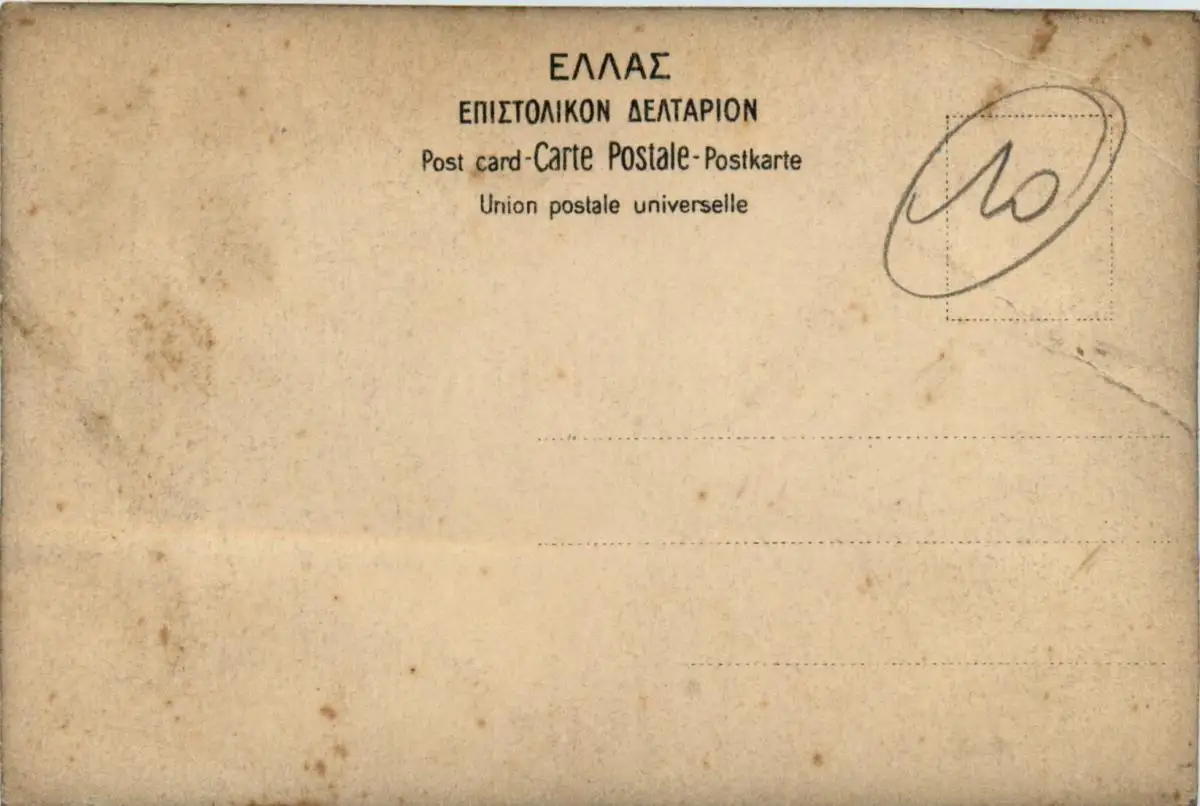 ΕΛΛΑΣ
ΕΠΙΣΤΟΛΙΚΟΝ ΔΕΛΤΑΡΙΟΝ
Post card-Carte Postale-Postkarte
Union postale universelle
10